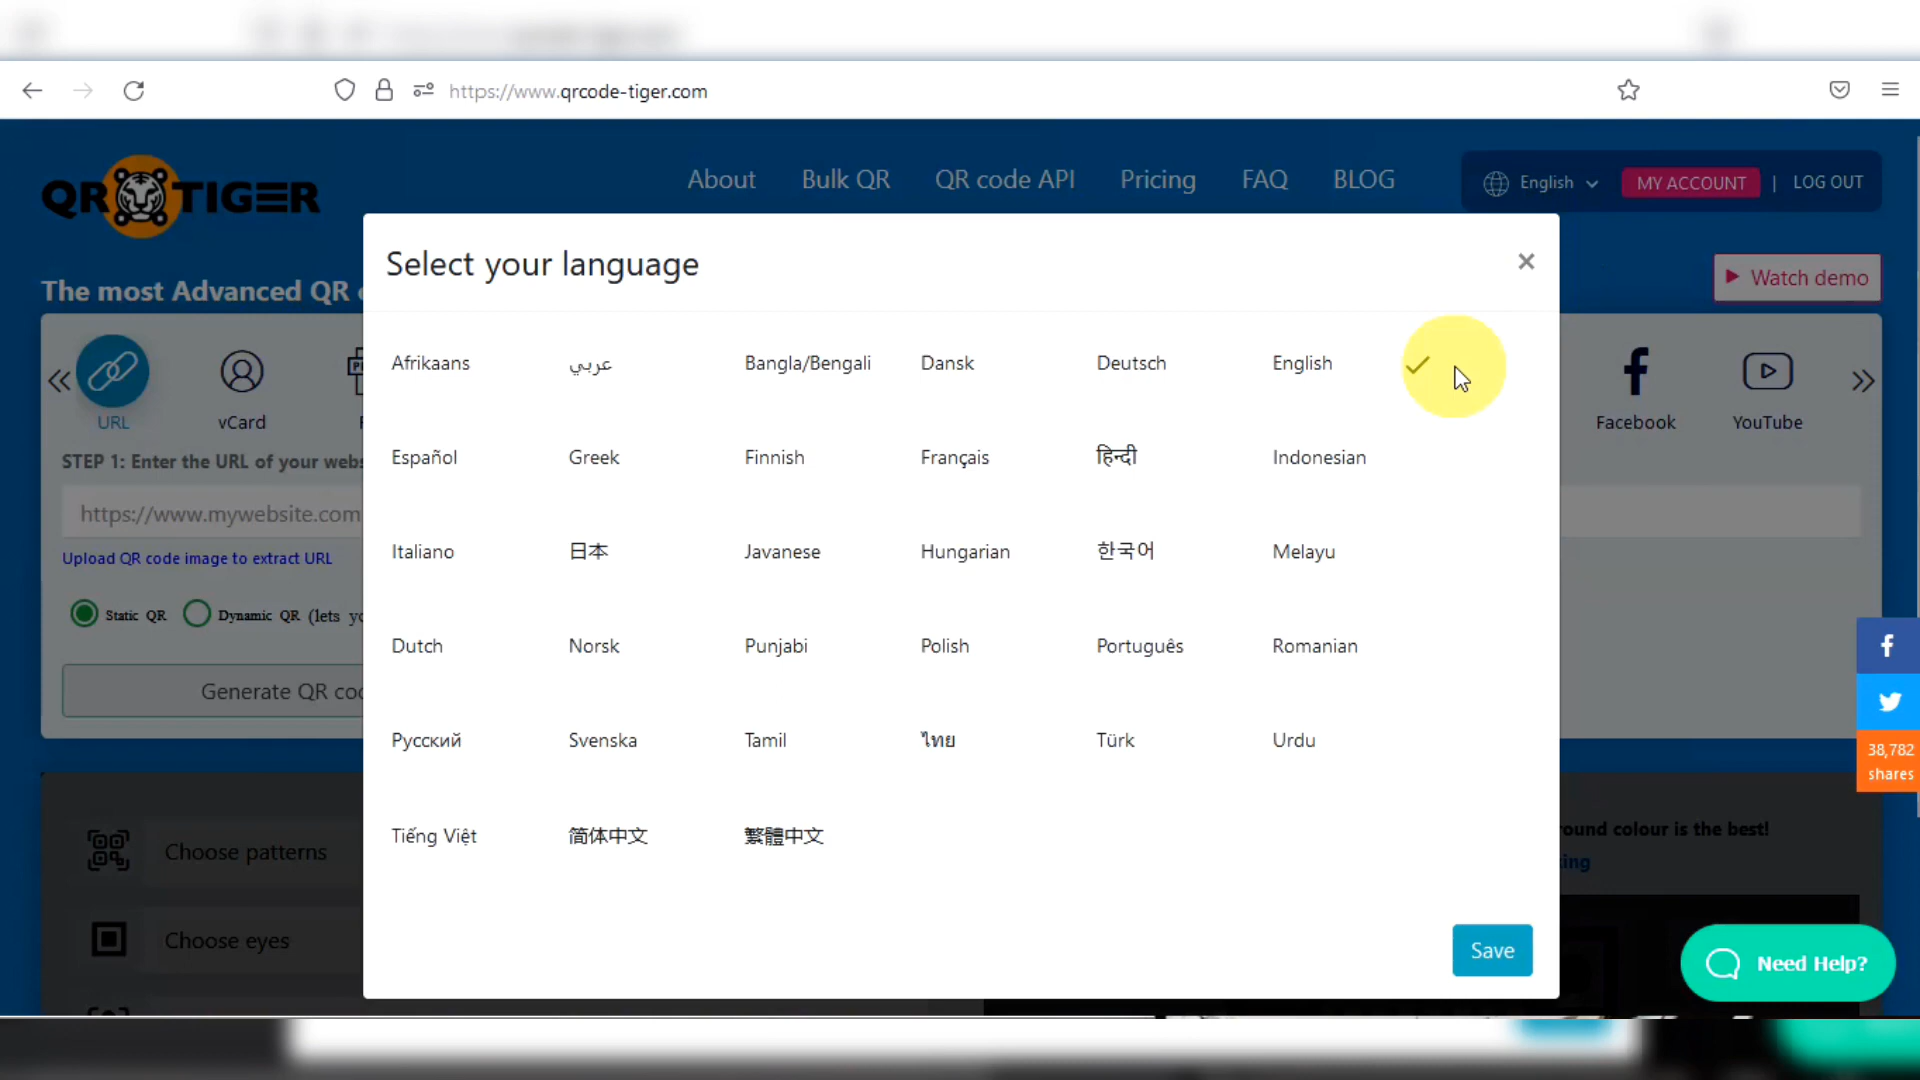 https://www.qrcode-tiger.com
QR TIGER
About Bulk QR QR code API Pricing FAQ BLOG
English MY ACCOUNT | LOG OUT
Select your language
×
The most Advanced QR
Watch demo
Afrikaans عربي Bangla/Bengali Dansk Deutsch English
URL vCard Facebook YouTube
STEP 1: Enter the URL of your
Español Greek Finnish Français हिन्दी Indonesian
https://www.mywebsite.com
Italiano 日本 Javanese Hungarian 한국어 Melayu
Upload QR code image to extract URL
Static QR Dynamic QR (lets
Dutch Norsk Punjabi Polish Português Romanian
Generate QR
Русский Svenska Tamil ไทย Türk Urdu
38,782
shares
Tiếng Việt 简体中文 繁體中文
colour is the best!
Choose patterns
Choose eyes
Save
Need Help?